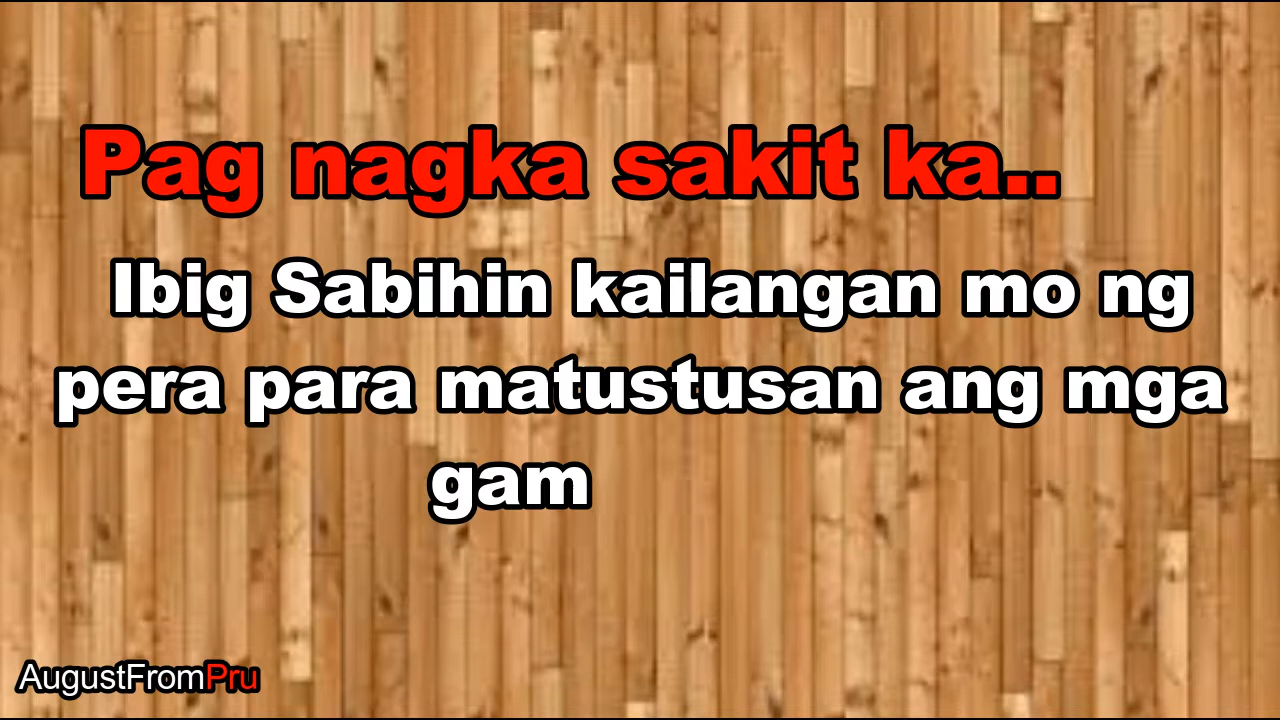 Pag nagka sakit ka..
Ibig Sabihin kailangan mo ng
pera para matustusan ang mga
gam
AugustFromPru